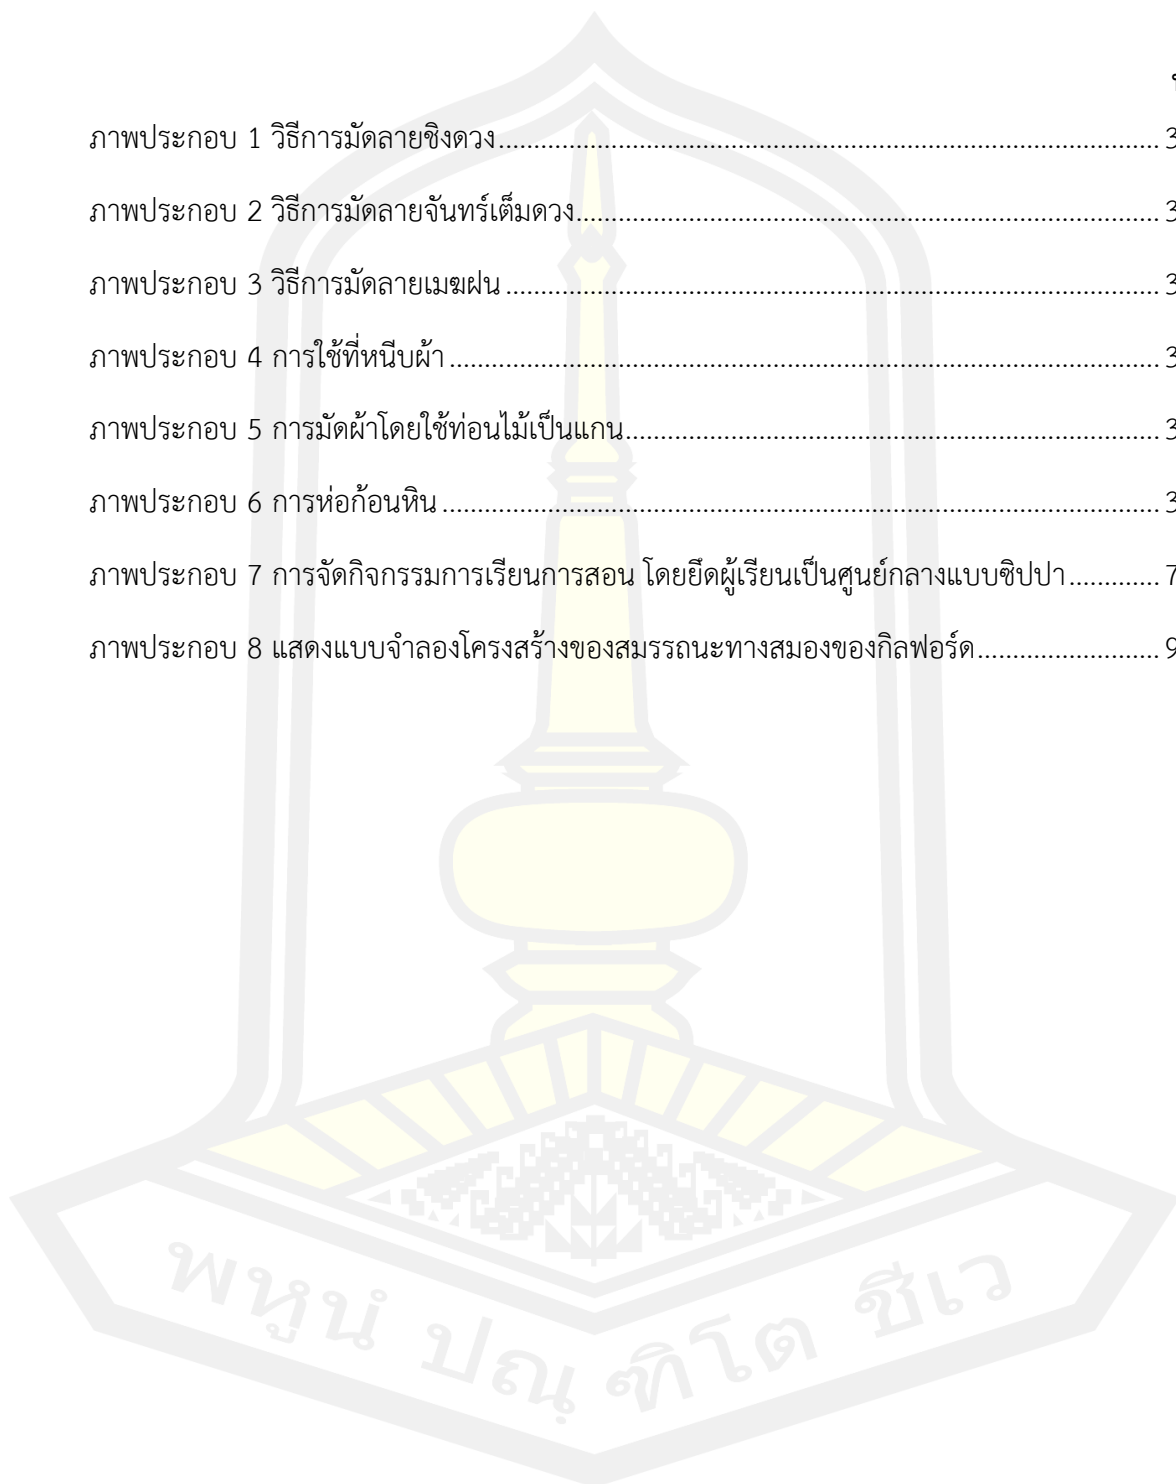 ภาพประกอบ 1 วิธีการมัดลายชิงดวง.......... 3
ภาพประกอบ 2 วิธีการมัดลายจันทร์เต็มดวง.......... 3
ภาพประกอบ 3 วิธีการมัดลายเมฆฝน.......... 3
ภาพประกอบ 4 การใช้ที่หนีบผ้า.......... 3
ภาพประกอบ 5 การมัดผ้าโดยใช้ท่อนไม้เป็นแกน.......... 3
ภาพประกอบ 6 การห่อก้อนหิน.......... 3
ภาพประกอบ 7 การจัดกิจกรรมการเรียนการสอน โดยยึดผู้เรียนเป็นศูนย์กลางแบบซิปปา.......... 7
ภาพประกอบ 8 แสดงแบบจำลองโครงสร้างของสมรรถนะทางสมองของกิลฟอร์ด.......... 9
พหูนํ ปณฺฑิโต ชีเว